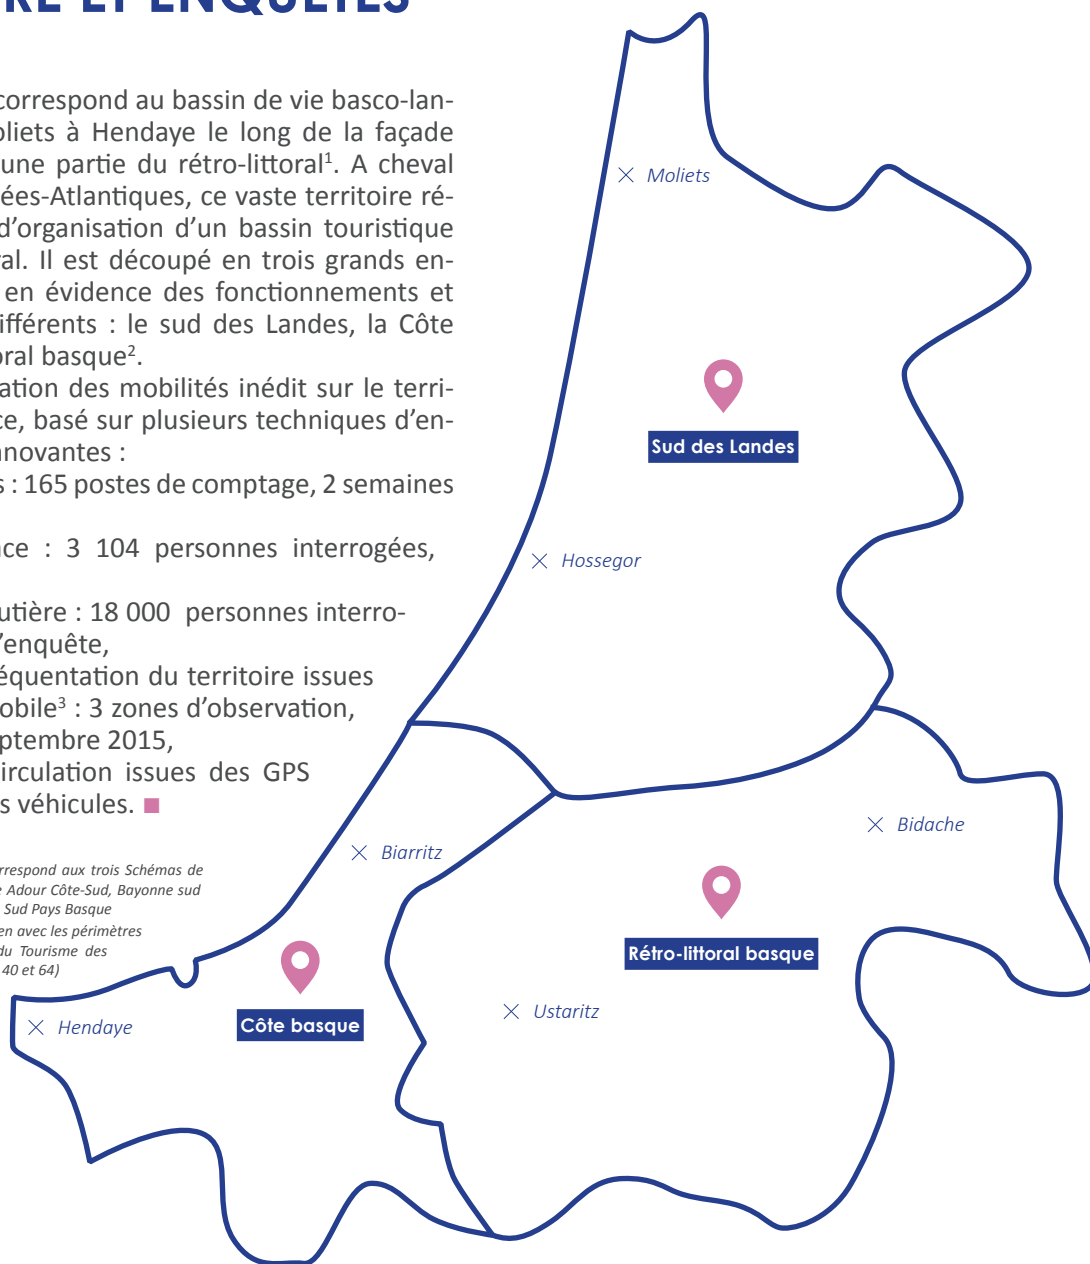 RE ET ENQUÊTES
correspond au bassin de vie basco-lan-
oliets à Hendaye le long de la façade
une partie du rétro-littoral¹. A cheval
ées-Atlantiques, ce vaste territoire ré-
d'organisation d'un bassin touristique
al. Il est découpé en trois grands en-
en évidence des fonctionnements et
ifférents : le sud des Landes, la Côte
oral basque².
ation des mobilités inédit sur le terri-
ce, basé sur plusieurs techniques d'en-
nnovantes :
s : 165 postes de comptage, 2 semaines
nce : 3 104 personnes interrogées,
utière : 18 000 personnes interro-
'enquête,
équentation du territoire issues
obile³ : 3 zones d'observation,
eptembre 2015,
irculation issues des GPS
s véhicules.
rrespond aux trois Schémas de
e Adour Côte-Sud, Bayonne sud
Sud Pays Basque
en avec les périmètres
du Tourisme des
40 et 64)
Moliets
Sud des Landes
Hossegor
Bidache
Biarritz
Rétro-littoral basque
Ustaritz
Côte basque
Hendaye